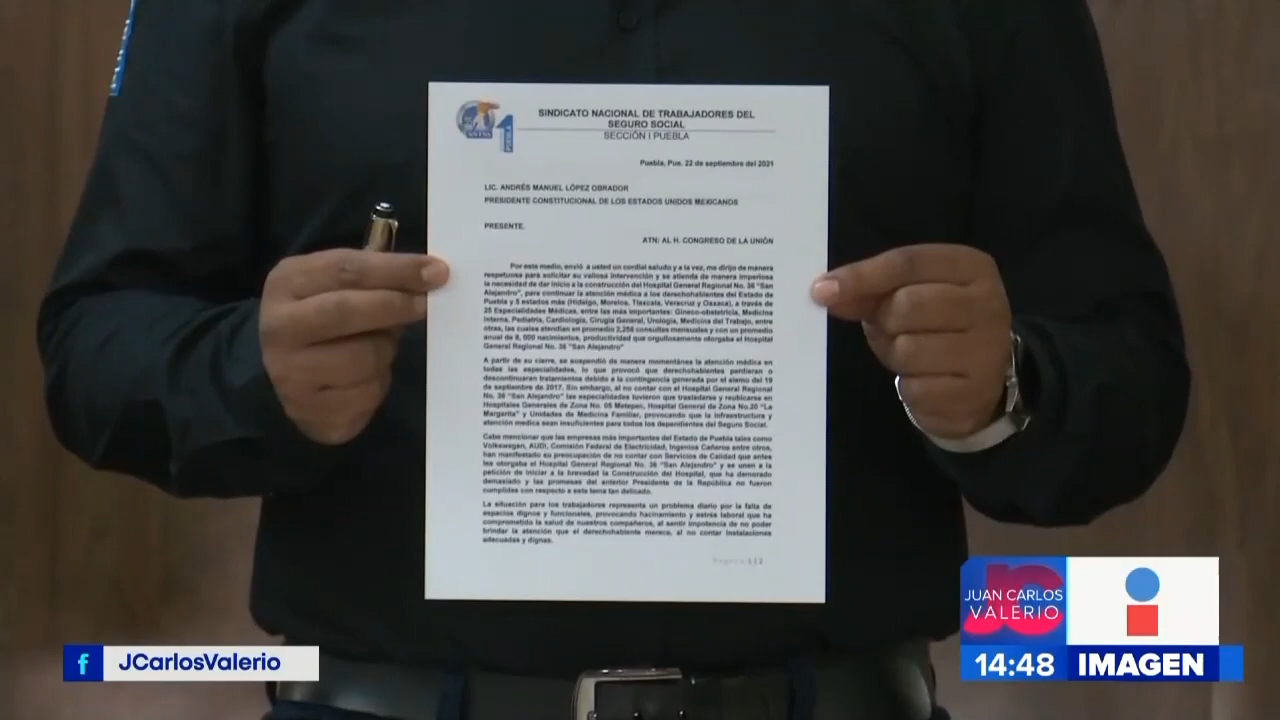 SINDICATO NACIONAL DE TRABAJADORES DEL
SEGURO SOCIAL
SECCIÓN I PUEBLA
1
PUEBLA
Puebla, Pue. 22 de septiembre del 2021
LIC. ANDRÉS MANUEL LÓPEZ OBRADOR
PRESIDENTE CONSTITUCIONAL DE LOS ESTADOS UNIDOS MEXICANOS
PRESENTE.
ATN: AL H. CONGRESO DE LA UNIÓN
Por este medio, envió a usted un cordial saludo y a la vez, me dirijo de manera
respetuosa para solicitar su valiosa intervención y se atienda de manera imperiosa
la necesidad de dar inicio a la construcción del Hospital General Regional No. 36 "San
Alejandro", para continuar la atención médica a los derechohabientes del Estado de
Puebla y 5 estados más (Hidalgo, Morelos, Tlaxcala, Veracruz y Oaxaca), a través de
25 Especialidades Médicas, entre las más importantes: Gineco-obstetricia, Medicina
Interna, Pediatría, Cardiología, Cirugía General, Urología, Medicina del Trabajo, entre
otras, las cuales atendían en promedio 2,256 consultas mensuales y con un promedio
anual de 8, 000 nacimientos, productividad que orgullosamente otorgaba el Hospital
General Regional No. 36 "San Alejandro"
A partir de su cierre, se suspendió de manera momentánea la atención médica en
todas las especialidades, lo que provocó que derechohabientes perdieran o
descontinuaran tratamientos debido a la contingencia generada por el sismo del 19
de septiembre de 2017. Sin embargo, al no contar con el Hospital General Regional
No. 36 "San Alejandro" las especialidades tuvieron que trasladarse y reubicarse en
Hospitales Generales de Zona No. 05 Metepec, Hospital General de Zona No.20 "La
Margarita" y Unidades de Medicina Familiar, provocando que la infraestructura y
atención medica sean insuficientes para todos los dependientes del Seguro Social.
Cabe mencionar que las empresas más importantes del Estado de Puebla tales como
Volkswagen, AUDI, Comisión Federal de Electricidad, Ingenios Cañeros entre otros,
han manifestado su preocupación de no contar con Servicios de Calidad que antes
les otorgaba el Hospital General Regional No. 36 "San Alejandro" y se unen a la
petición de iniciar a la brevedad la Construcción del Hospital, que ha demorado
demasiado y las promesas del anterior Presidente de la República no fueron
cumplidas con respecto a este tema tan delicado.
La situación para los trabajadores representa un problema diario por la falta de
espacios dignos y funcionales, provocando hacinamiento y estrés laboral que ha
comprometido la salud de nuestros compañeros, al sentir impotencia de no poder
brindar la atención que el derechohabiente merece, al no contar instalaciones
adecuadas y dignas.
f JCarlosValerio
JUAN CARLOS
VALERIO
14:48 IMAGEN